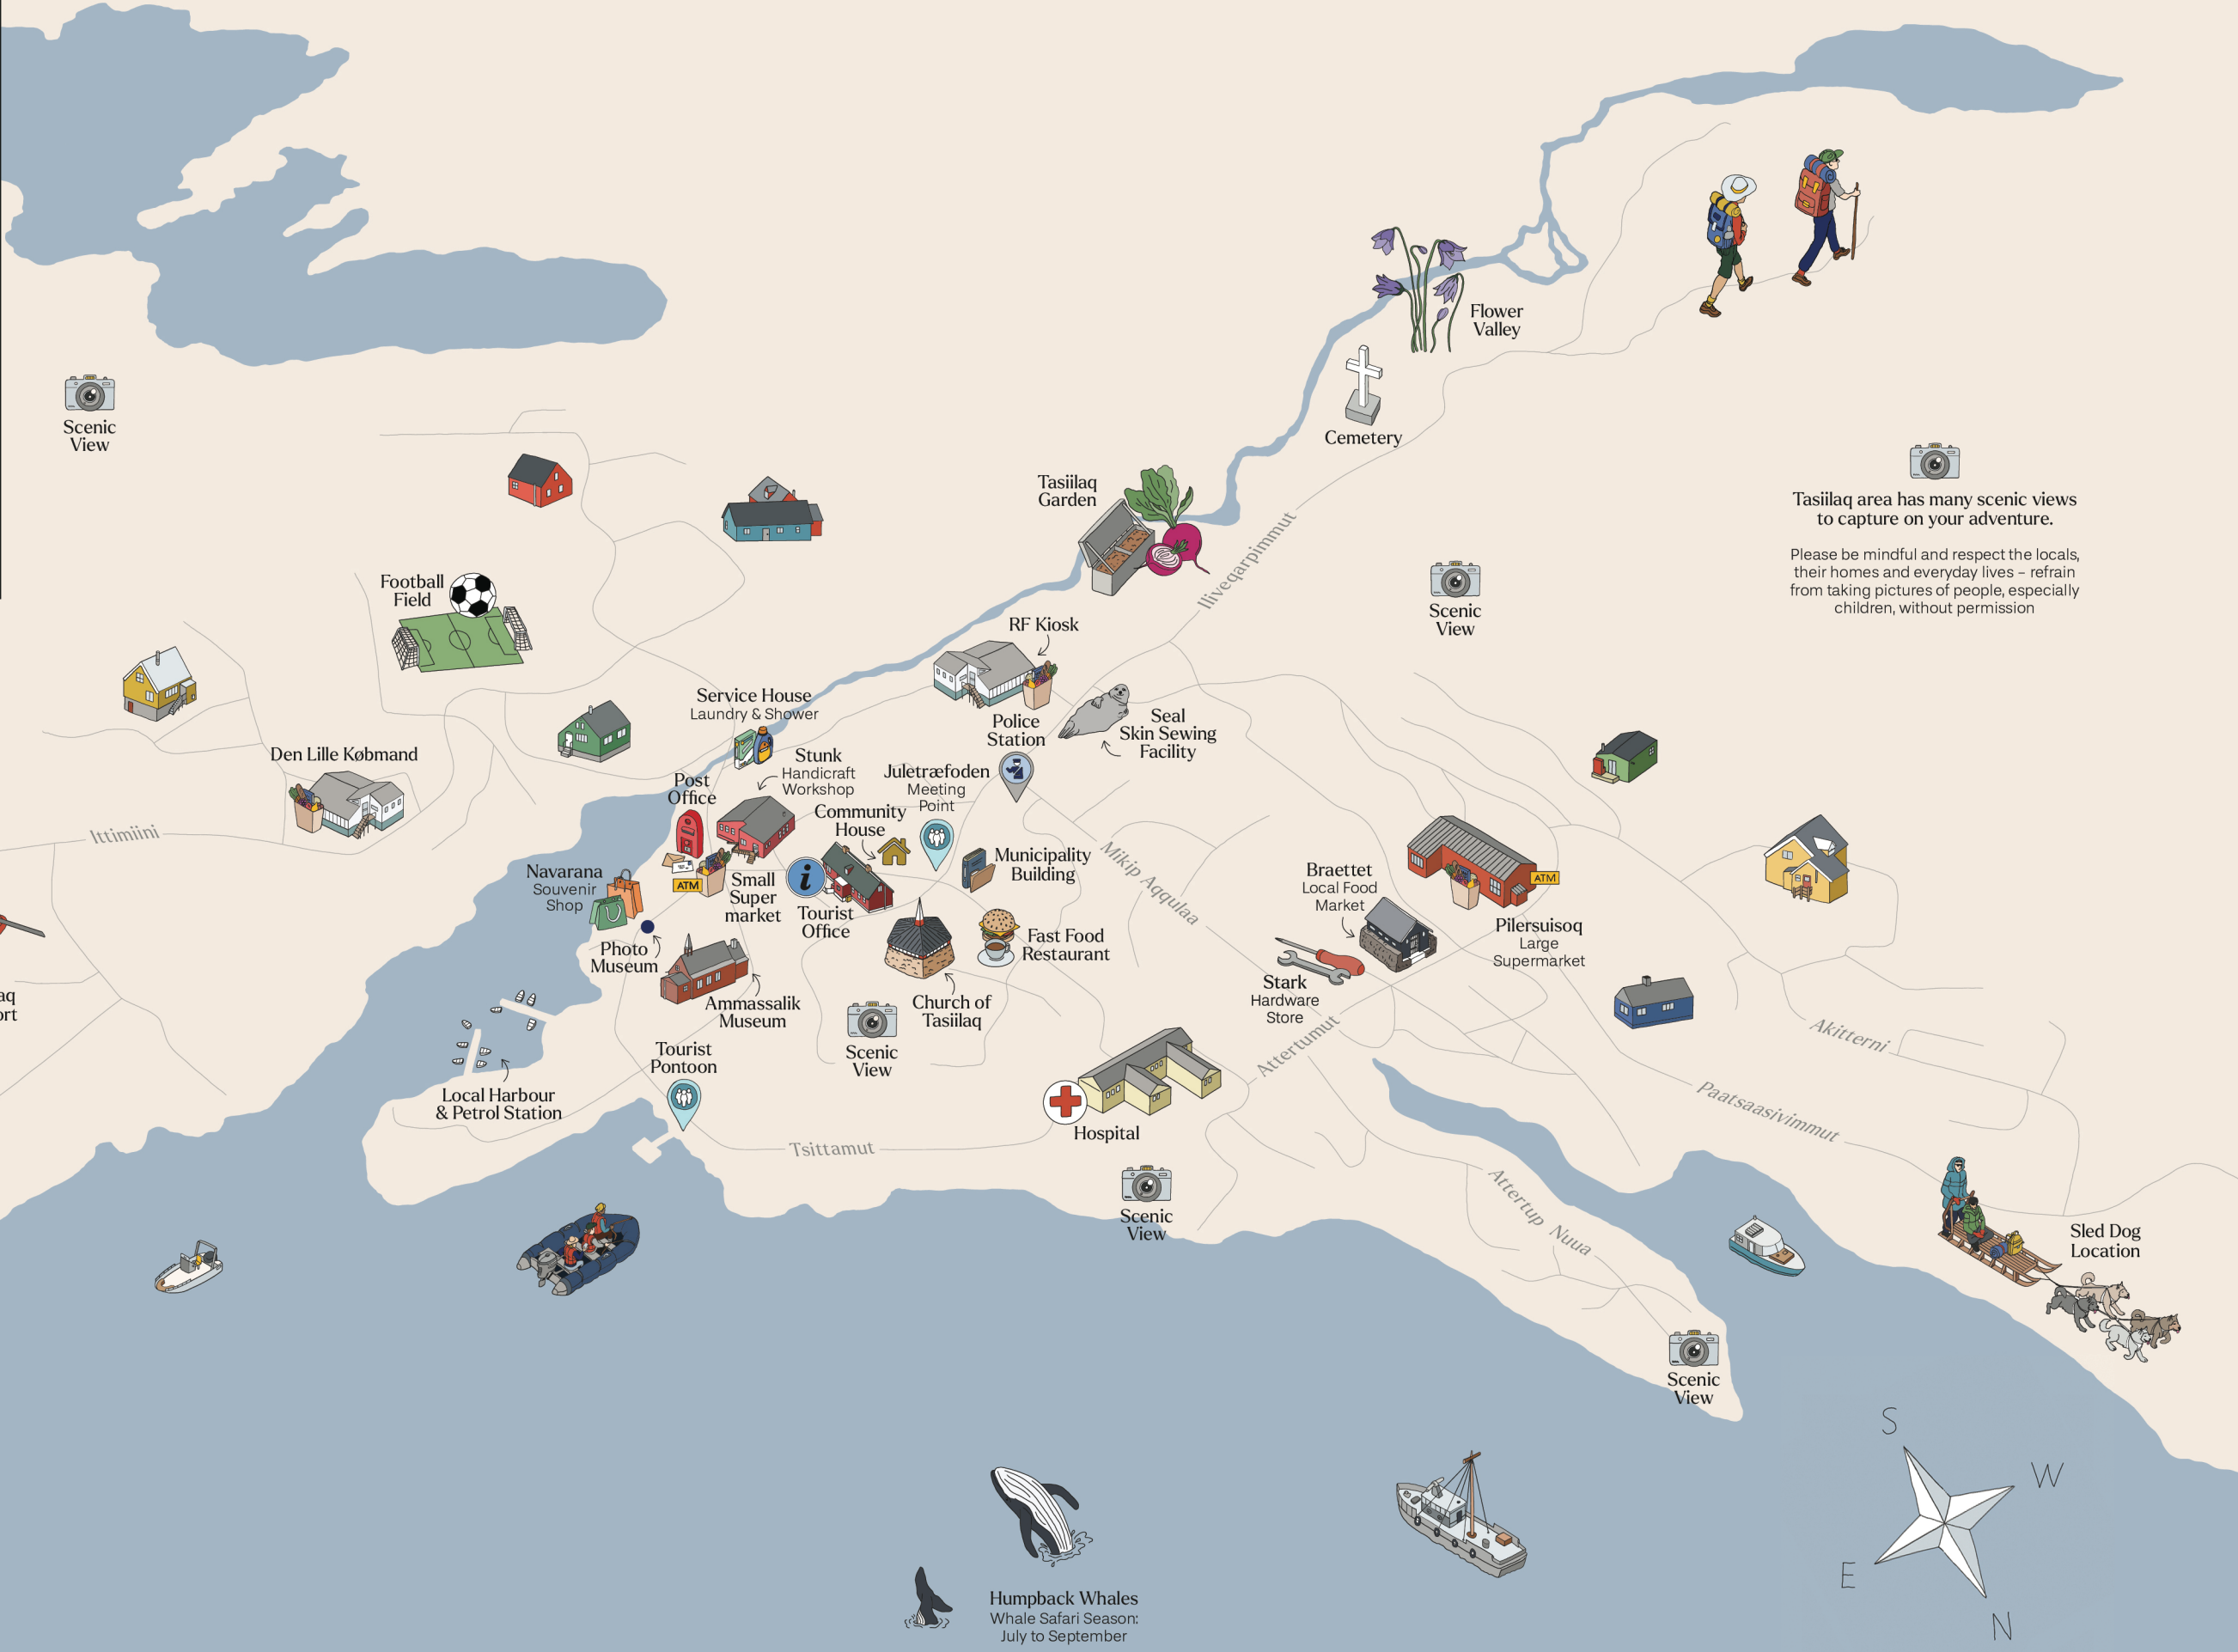 Scenic
View
Flower
Valley
Cemetery
Tasiilaq
Garden
Iliveqarpimmut
Scenic
View
Tasiilaq area has many scenic views
to capture on your adventure.
Please be mindful and respect the locals,
their homes and everyday lives – refrain
from taking pictures of people, especially
children, without permission
Football
Field
RF Kiosk
Service House
Laundry & Shower
Police
Station
Seal
Skin Sewing
Facility
Den Lille Købmand
Stunk
Handicraft
Workshop
Post
Office
Juletræfoden
Meeting
Point
Community
House
Ittimiini
Mikip Aqqulaa
Municipality
Building
Navarana
Souvenir
Shop
ATM
Small
Super
market
i
Tourist
Office
Braettet
Local Food
Market
ATM
Pilersuisoq
Large
Supermarket
Photo
Museum
Fast Food
Restaurant
Ammassalik
Museum
Church of
Tasiilaq
Stark
Hardware
Store
aq
ort
Scenic
View
Attertumut
Akitterni
Tourist
Pontoon
Local Harbour
& Petrol Station
Hospital
Paatsaasivimmut
Tsittamut
Scenic
View
Attertup Nuua
Sled Dog
Location
Scenic
View
S
W
E
N
Humpback Whales
Whale Safari Season:
July to September